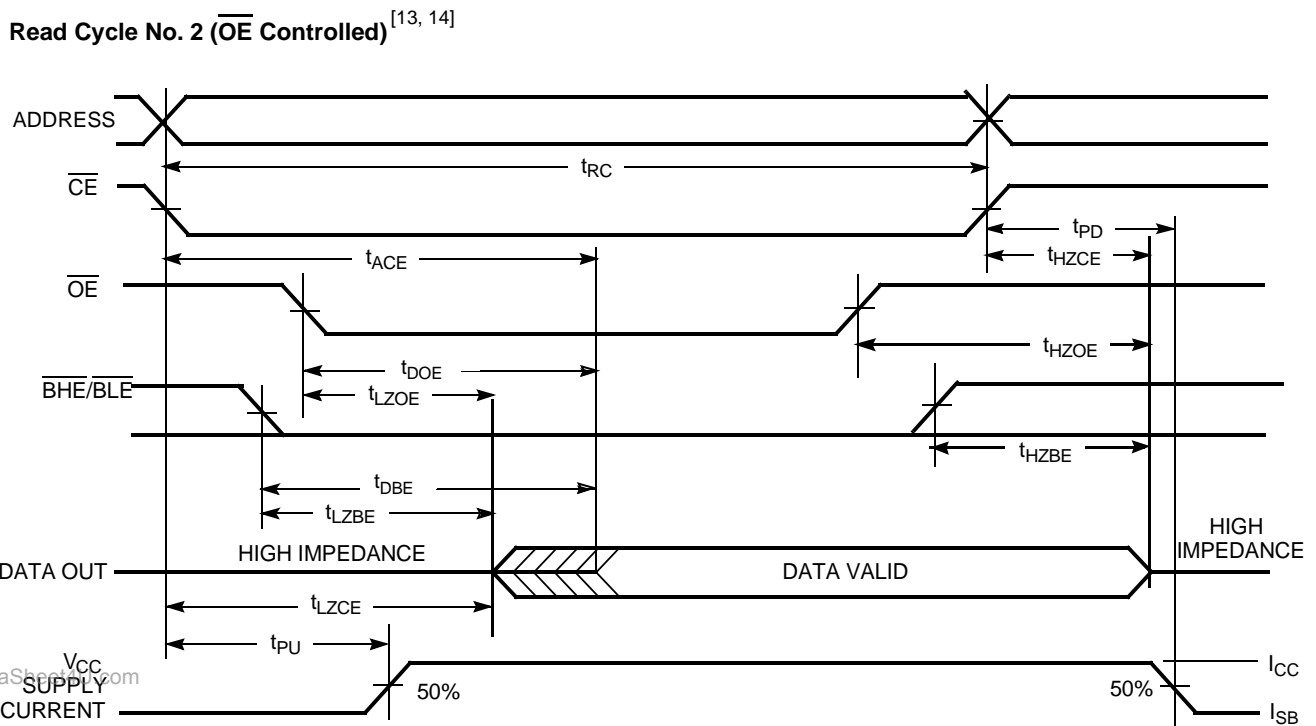 Read Cycle No. 2 (OE Controlled) [13, 14]
ADDRESS
tRC
CE
tPD
tACE
tHZCE
OE
tHZOE
tDOE
BHE/BLE
tLZOE
tHZBE
tDBE
tLZBE
HIGH
IMPEDANCE
HIGH IMPEDANCE
DATA OUT
DATA VALID
tLZCE
tPU
VCC
SUPPLY
CURRENT
50%
50%
ICC
ISB